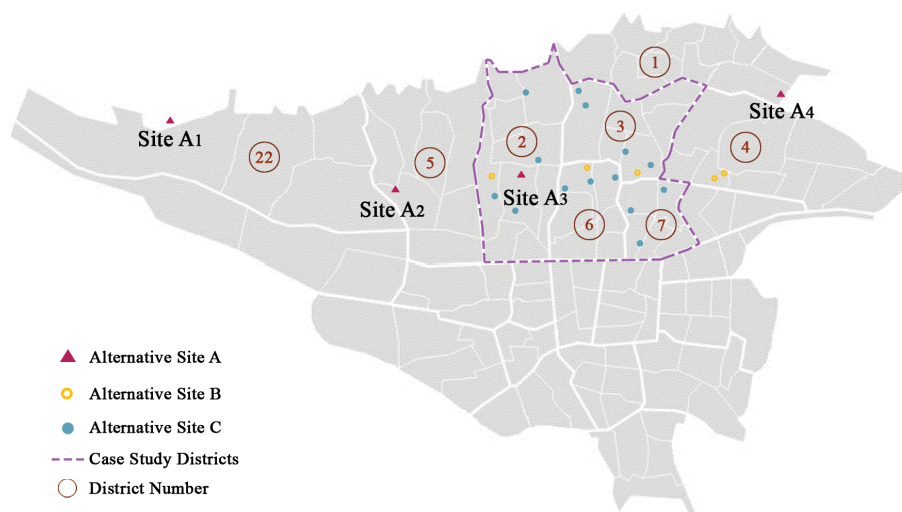 1
Site A4
Site A1
3
2
4
22
5
Site A3
Site A2
6
7
Alternative Site A
Alternative Site B
Alternative Site C
Case Study Districts
District Number